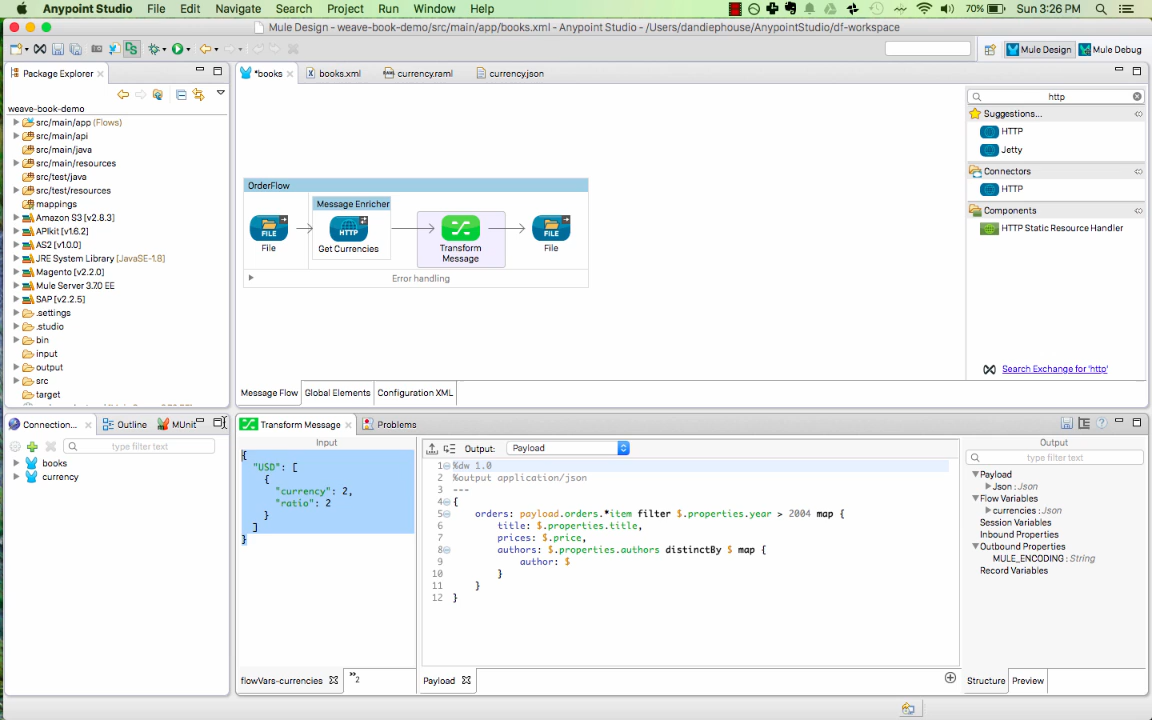 Anypoint Studio File Edit Navigate Search Project Run Window Help 70% Sun 3:26 PM
Mule Design - weave-book-demo/src/main/app/books.xml - Anypoint Studio - /Users/dandiephouse/AnypointStudio/df-workspace
Mule Design Mule Debug
Package Explorer
*books books.xml currency.raml currency.json
weave-book-demo
src/main/app (Flows)
src/main/api
src/main/java
src/main/resources
src/test/java
src/test/resources
mappings
Amazon S3 [v2.8.3]
APIkit [v1.6.2]
AS2 [v1.0.0]
JRE System Library [JavaSE-1.8]
Magento [v2.2.0]
Mule Server 3.7.0 EE
SAP [v2.2.5]
.settings
.studio
bin
input
output
src
target
OrderFlow
Message Enricher
FILE
HTTP
FILE
File
Get Currencies
Transform
Message
File
Error handling
http
Suggestions...
HTTP
Jetty
Connectors
HTTP
Components
HTTP Static Resource Handler
Search Exchange for 'http'
Message Flow Global Elements Configuration XML
Connection... Outline MUnit
type filter text
books
currency
Transform Message Problems
Input
{
"USD": [
{
"currency": 2,
"ratio": 2
}
]
}
flowVars-currencies
2
Output: Payload
1 %dw 1.0
2 %output application/json
3 ---
4 {
5 orders: payload.orders.*item filter $.properties.year > 2004 map {
6 title: $.properties.title,
7 prices: $.price,
8 authors: $.properties.authors distinctBy $ map {
9 author: $
10 }
11 }
12 }
Payload
Output
type filter text
Payload
Json : Json
Flow Variables
currencies : Json
Session Variables
Inbound Properties
Outbound Properties
MULE_ENCODING : String
Record Variables
Structure Preview